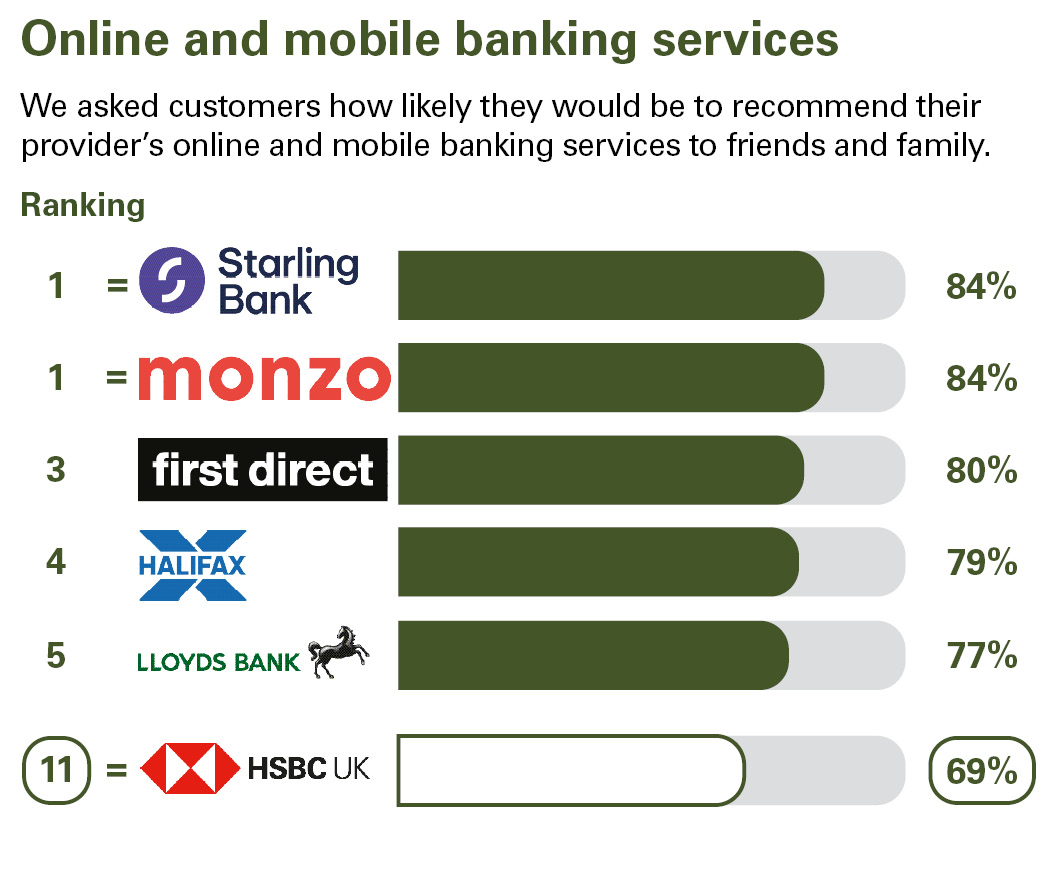 Online and mobile banking services
We asked customers how likely they would be to recommend their
provider’s online and mobile banking services to friends and family.
Ranking
1 = Starling Bank 84%
1 = monzo 84%
3 first direct 80%
4 HALIFAX 79%
5 LLOYDS BANK 77%
11 = HSBC UK 69%